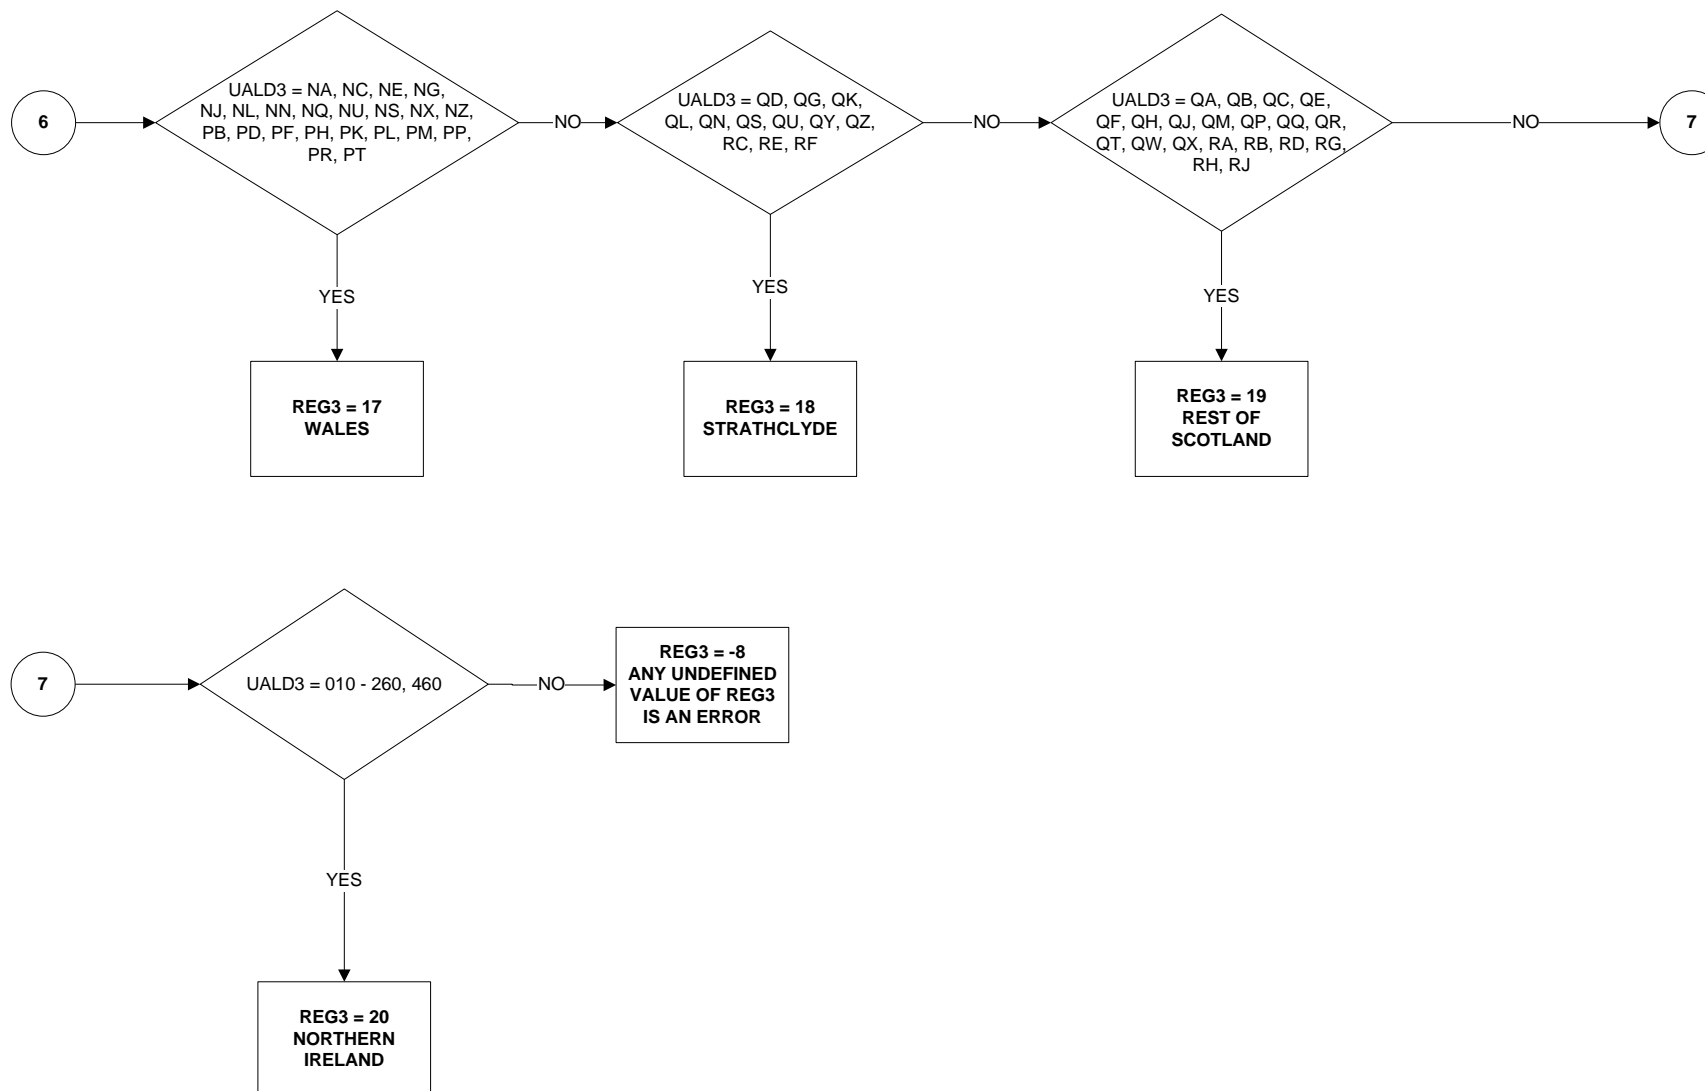 6
UALD3 = NA, NC, NE, NG,
NJ, NL, NN, NQ, NU, NS, NX, NZ,
PB, PD, PF, PH, PK, PL, PM, PP,
PR, PT
NO
UALD3 = QD, QG, QK,
QL, QN, QS, QU, QY, QZ,
RC, RE, RF
NO
UALD3 = QA, QB, QC, QE,
QF, QH, QJ, QM, QP, QQ, QR,
QT, QW, QX, RA, RB, RD, RG,
RH, RJ
NO
7
YES
YES
YES
REG3 = 17
WALES
REG3 = 18
STRATHCLYDE
REG3 = 19
REST OF
SCOTLAND
7
UALD3 = 010 - 260, 460
NO
REG3 = -8
ANY UNDEFINED
VALUE OF REG3
IS AN ERROR
YES
REG3 = 20
NORTHERN
IRELAND